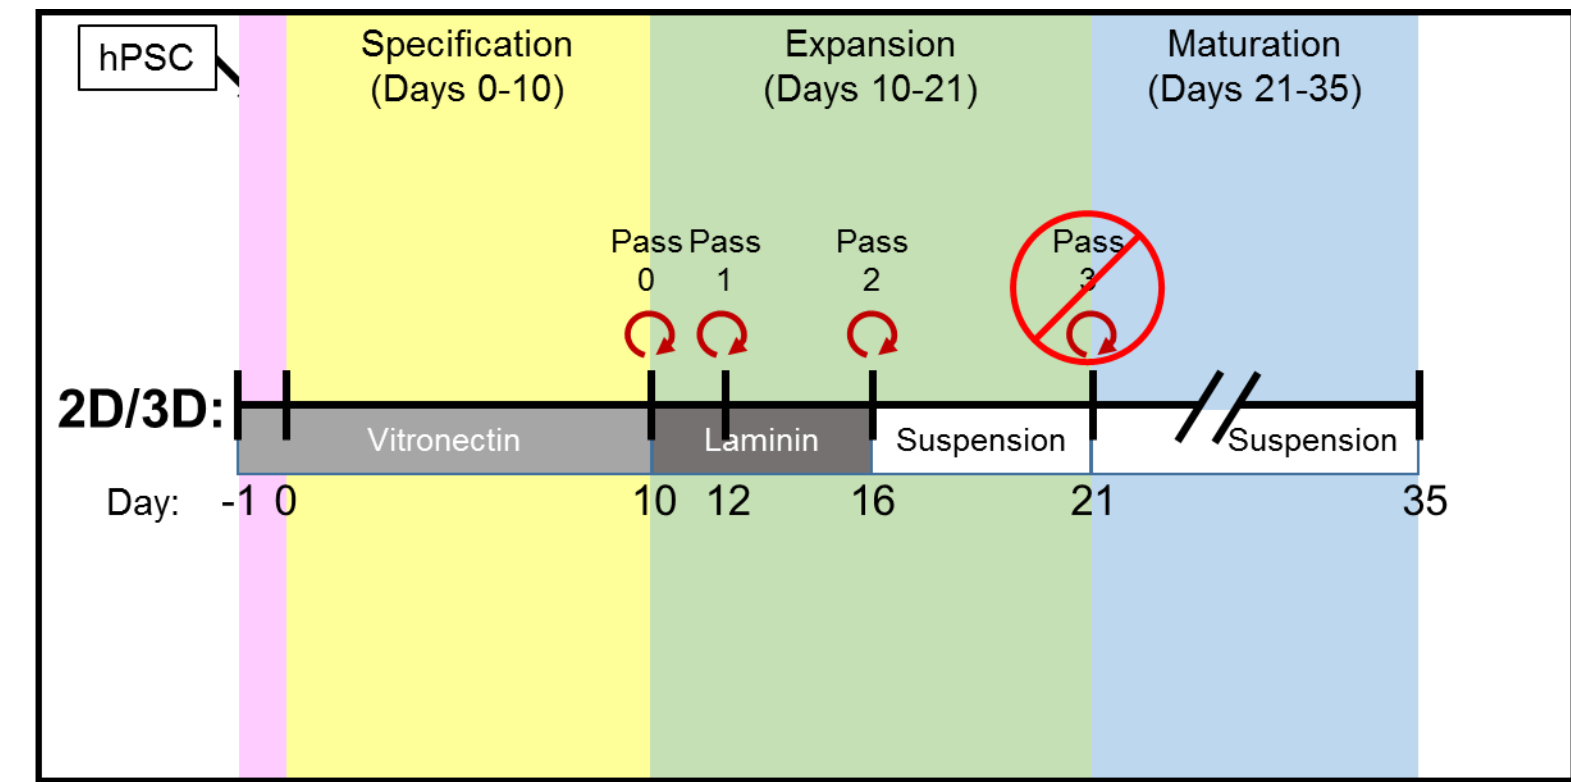 hPSC
Specification
(Days 0-10)
Expansion
(Days 10-21)
Maturation
(Days 21-35)
Pass Pass Pass Pass
0 1 2 3
2D/3D:
Vitronectin Laminin Suspension Suspension
Day: -1 0 10 12 16 21 35